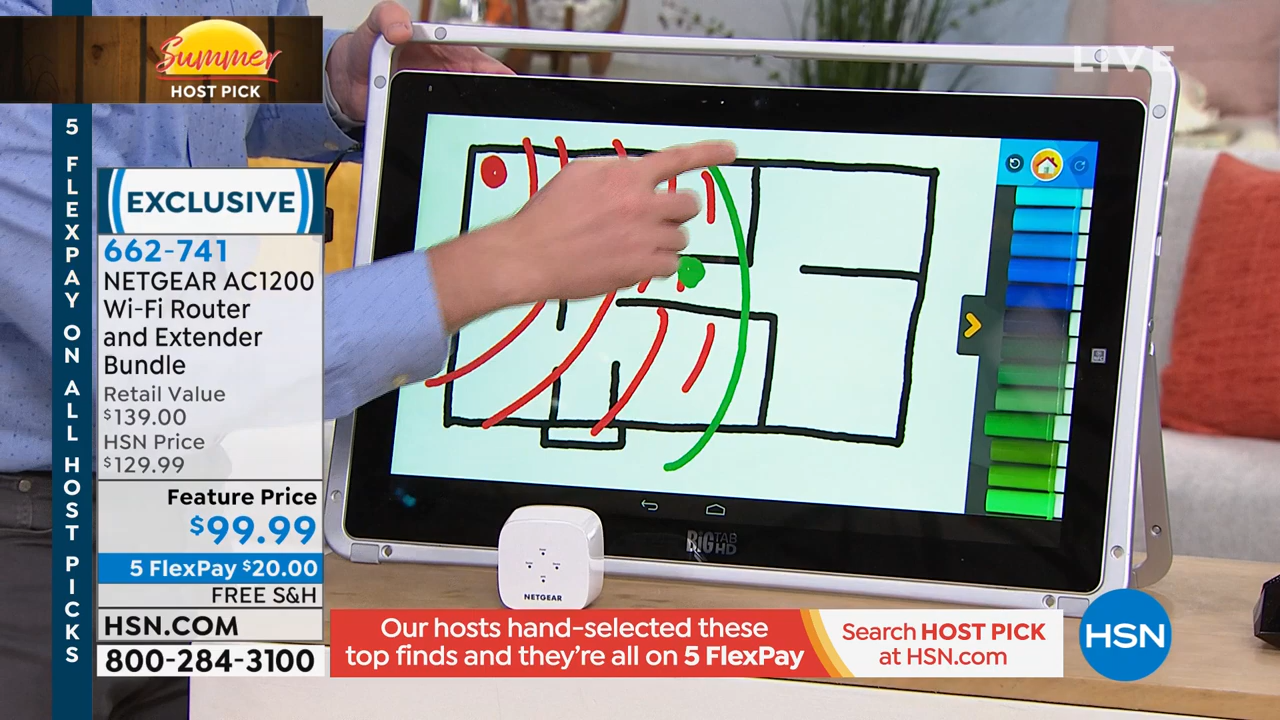 Summer
HOST PICK
LIVE
5 FLEXPAY ON ALL HOST PICKS
EXCLUSIVE
662-741
NETGEAR AC1200
Wi-Fi Router
and Extender
Bundle
Retail Value
$139.00
HSN Price
$129.99
Feature Price
$99.99
5 FlexPay $20.00
FREE S&H
HSN.COM
800-284-3100
BiG TAB HD
NETGEAR
Our hosts hand-selected these
top finds and they're all on 5 FlexPay
Search HOST PICK
at HSN.com
HSN